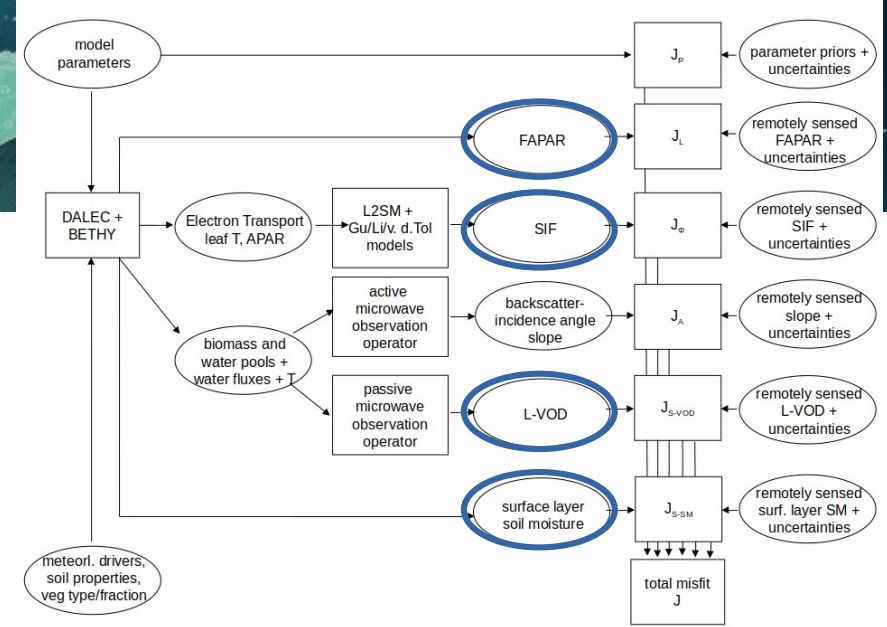 model
parameters
J_P
parameter priors +
uncertainties
FAPAR
J_L
remotely sensed
FAPAR +
uncertainties
DALEC +
BETHY
Electron Transport
leaf T, APAR
L2SM +
Gu/Li/v. d.Tol
models
SIF
J_Φ
remotely sensed
SIF +
uncertainties
active
microwave
observation
operator
backscatter-
incidence angle
slope
J_A
remotely sensed
slope +
uncertainties
biomass and
water pools +
water fluxes + T
passive
microwave
observation
operator
L-VOD
J_S-VOD
remotely sensed
L-VOD +
uncertainties
surface layer
soil moisture
J_S-SM
remotely sensed
surf. layer SM +
uncertainties
meteorl. drivers,
soil properties,
veg type/fraction
total misfit
J